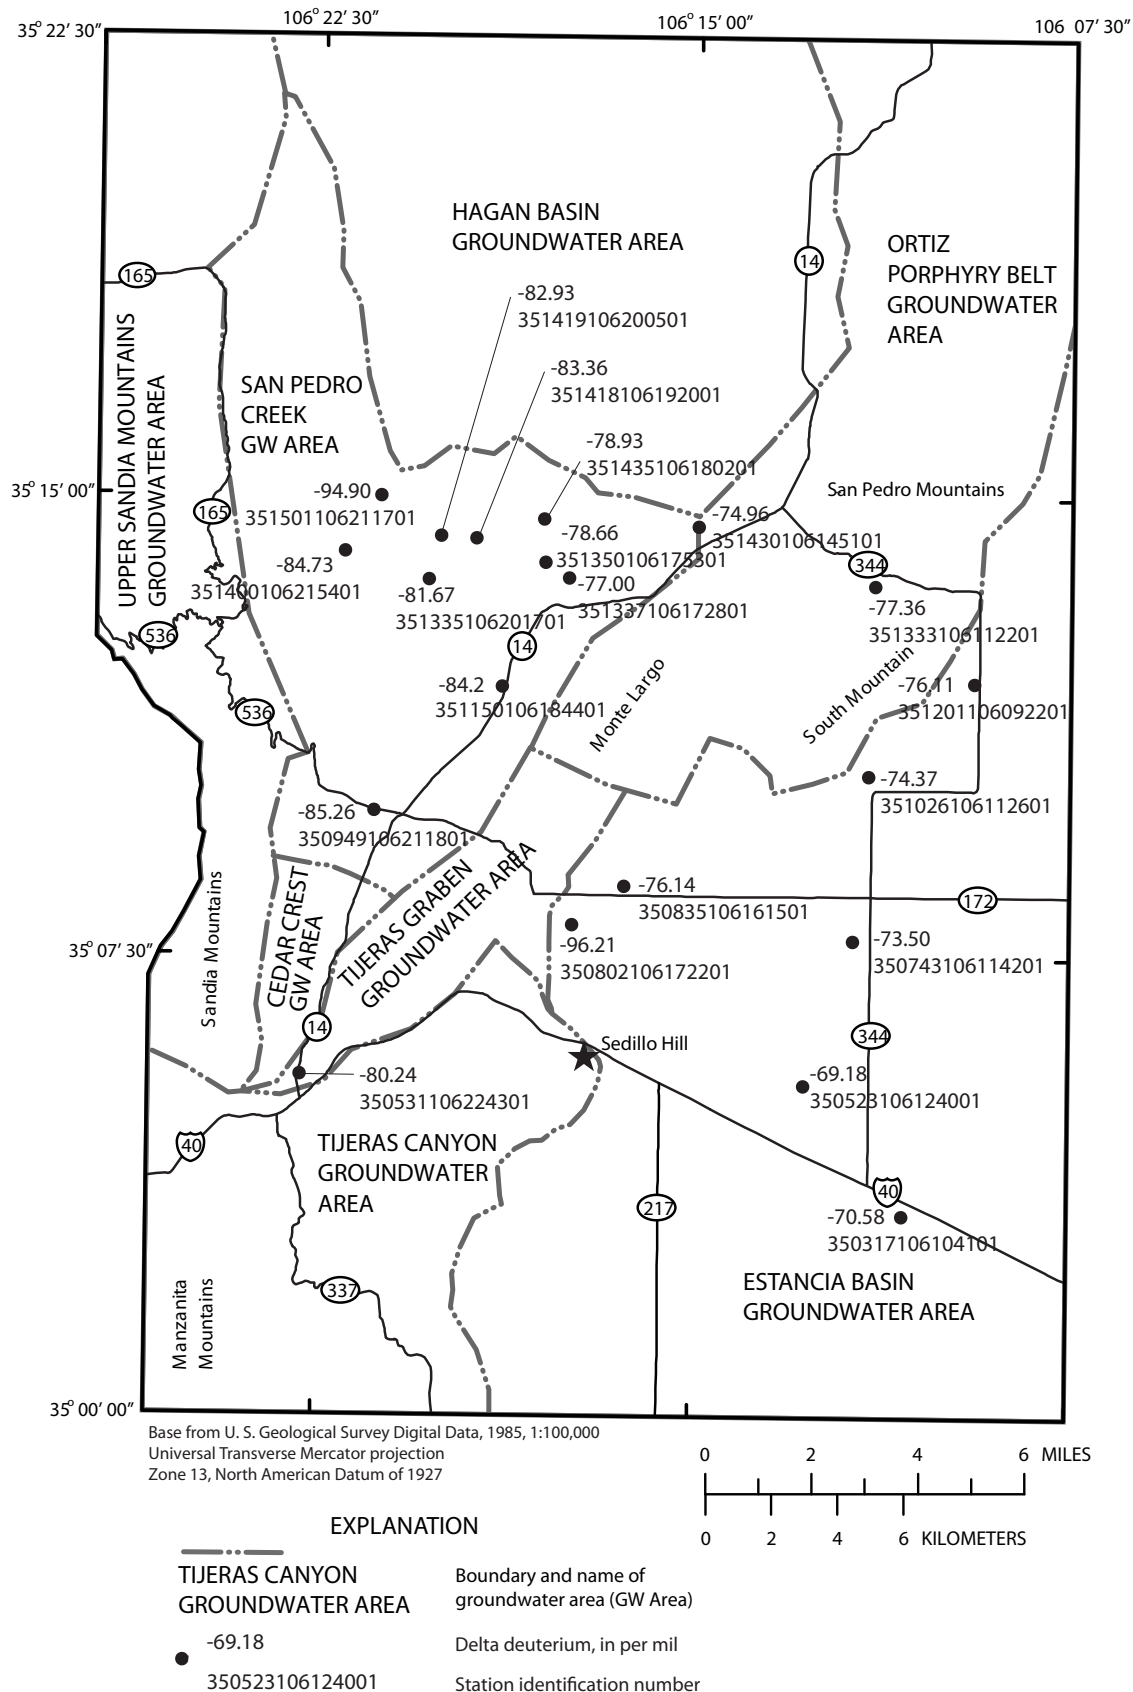 106° 22′ 30″
106° 15′ 00″
106 07′ 30″
35° 22′ 30″
HAGAN BASIN
GROUNDWATER AREA
14
ORTIZ
PORPHYRY BELT
GROUNDWATER
AREA
165
-82.93
351419106200501
UPPER SANDIA MOUNTAINS
GROUNDWATER AREA
SAN PEDRO
CREEK
GW AREA
-83.36
351418106192001
-78.93
351435106180201
35° 15′ 00″
-94.90
351501106211701
165
San Pedro Mountains
-74.96
351430106145101
-78.66
351350106175301
-84.73
351400106215401
344
-77.00
351337106172801
-81.67
351335106201701
-77.36
351333106112201
536
14
-84.2
351150106184401
Monte Largo
South Mountain
-76.11
351201106092201
536
-74.37
351026106112601
-85.26
350949106211801
Sandia Mountains
CEDAR CREST
GW AREA
TIJERAS GRABEN
GROUNDWATER AREA
-76.14
350835106161501
172
35° 07′ 30″
-96.21
350802106172201
-73.50
350743106114201
14
344
Sedillo Hill
-80.24
350531106224301
-69.18
350523106124001
40
TIJERAS CANYON
GROUNDWATER
AREA
40
217
-70.58
350317106104101
337
Manzanita
Mountains
ESTANCIA BASIN
GROUNDWATER AREA
35° 00′ 00″
Base from U. S. Geological Survey Digital Data, 1985, 1:100,000
Universal Transverse Mercator projection
Zone 13, North American Datum of 1927
0 2 4 6 MILES
0 2 4 6 KILOMETERS
EXPLANATION
TIJERAS CANYON
GROUNDWATER AREA
Boundary and name of
groundwater area (GW Area)
-69.18
Delta deuterium, in per mil
350523106124001
Station identification number